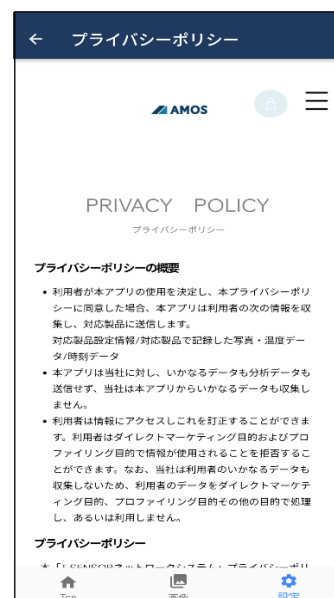 プライバシーポリシー
AMOS
PRIVACY POLICY
プライバシーポリシー
プライバシーポリシーの概要
• 利用者が本アプリの使用を決定し、本プライバシーポリ
シーに同意した場合、本アプリは利用者の次の情報を収
集し、対応製品に送信します。
対応製品設定情報/対応製品で記録した写真・温度デー
タ/時刻データ
• 本アプリは当社に対し、いかなるデータも分析データも
送信せず、当社は本アプリからいかなるデータも収集し
ません。
• 利用者は情報にアクセスしこれを訂正することができま
す。利用者はダイレクトマーケティング目的およびプロ
ファイリング目的で情報が使用されることを拒否するこ
とができます。なお、当社は利用者のいかなるデータも
収集しないため、利用者のデータをダイレクトマーケテ
ィング目的、プロファイリング目的その他の目的で処理
し、あるいは利用しません。
プライバシーポリシー
Top
画像
設定